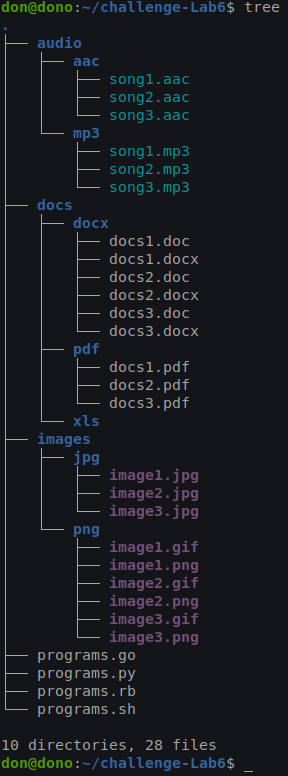 don@dono:~/challenge-Lab6$ tree
.
├── audio
│   ├── aac
│   │   ├── song1.aac
│   │   ├── song2.aac
│   │   └── song3.aac
│   └── mp3
│       ├── song1.mp3
│       ├── song2.mp3
│       └── song3.mp3
├── docs
│   ├── docx
│   │   ├── docs1.doc
│   │   ├── docs1.docx
│   │   ├── docs2.doc
│   │   ├── docs2.docx
│   │   ├── docs3.doc
│   │   └── docs3.docx
│   ├── pdf
│   │   ├── docs1.pdf
│   │   ├── docs2.pdf
│   │   └── docs3.pdf
│   └── xls
├── images
│   ├── jpg
│   │   ├── image1.jpg
│   │   ├── image2.jpg
│   │   └── image3.jpg
│   └── png
│       ├── image1.gif
│       ├── image1.png
│       ├── image2.gif
│       ├── image2.png
│       ├── image3.gif
│       └── image3.png
├── programs.go
├── programs.py
├── programs.rb
└── programs.sh
10 directories, 28 files
don@dono:~/challenge-Lab6$ _